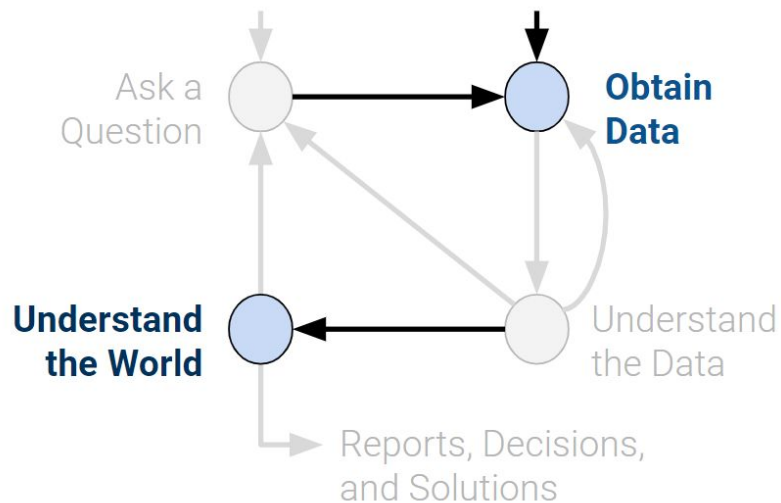 Ask a
Question
Obtain
Data
Understand
the World
Understand
the Data
Reports, Decisions,
and Solutions